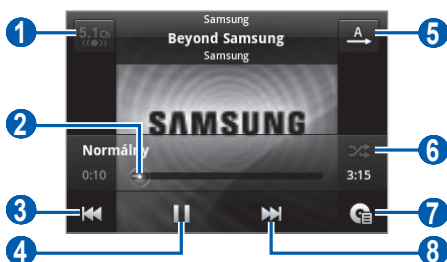 Samsung
Beyond Samsung
Samsung
5.1ch
A
SAMSUNG
Normálny
0:10
3:15
1
2
3
4
5
6
7
8